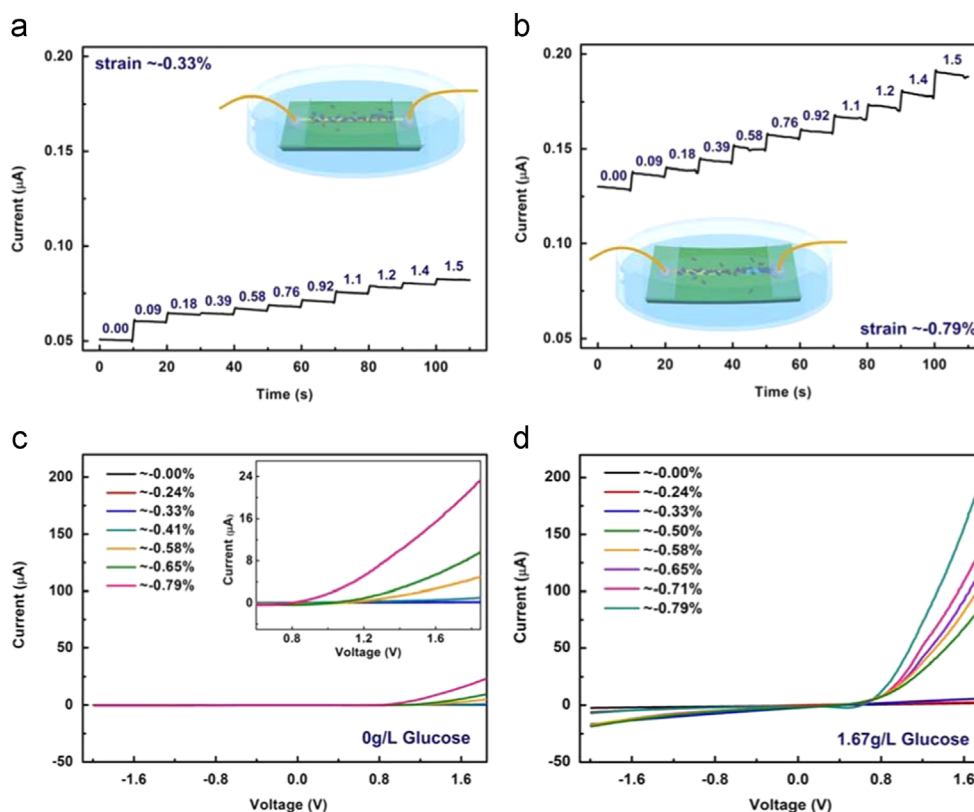 a
strain ~-0.33%
0.20
0.15
0.10
0.05
Current (µA)
0.00 0.09 0.18 0.39 0.58 0.76 0.92 1.1 1.2 1.4 1.5
0 20 40 60 80 100
Time (s)
b
0.20
0.15
0.10
0.05
Current (µA)
0.00 0.09 0.18 0.39 0.58 0.76 0.92 1.1 1.2 1.4 1.5
strain ~-0.79%
0 20 40 60 80 100
Time (s)
c
200
150
100
50
0
-50
Current (µA)
~-0.00%
~-0.24%
~-0.33%
~-0.41%
~-0.58%
~-0.65%
~-0.79%
24
16
8
0
Current (µA)
0.8 1.2 1.6
Voltage (V)
0g/L Glucose
-1.6 -0.8 0.0 0.8 1.6
Voltage (V)
d
200
150
100
50
0
-50
Current (µA)
~-0.00%
~-0.24%
~-0.33%
~-0.50%
~-0.58%
~-0.65%
~-0.71%
~-0.79%
1.67g/L Glucose
-1.6 -0.8 0.0 0.8 1.6
Voltage (V)